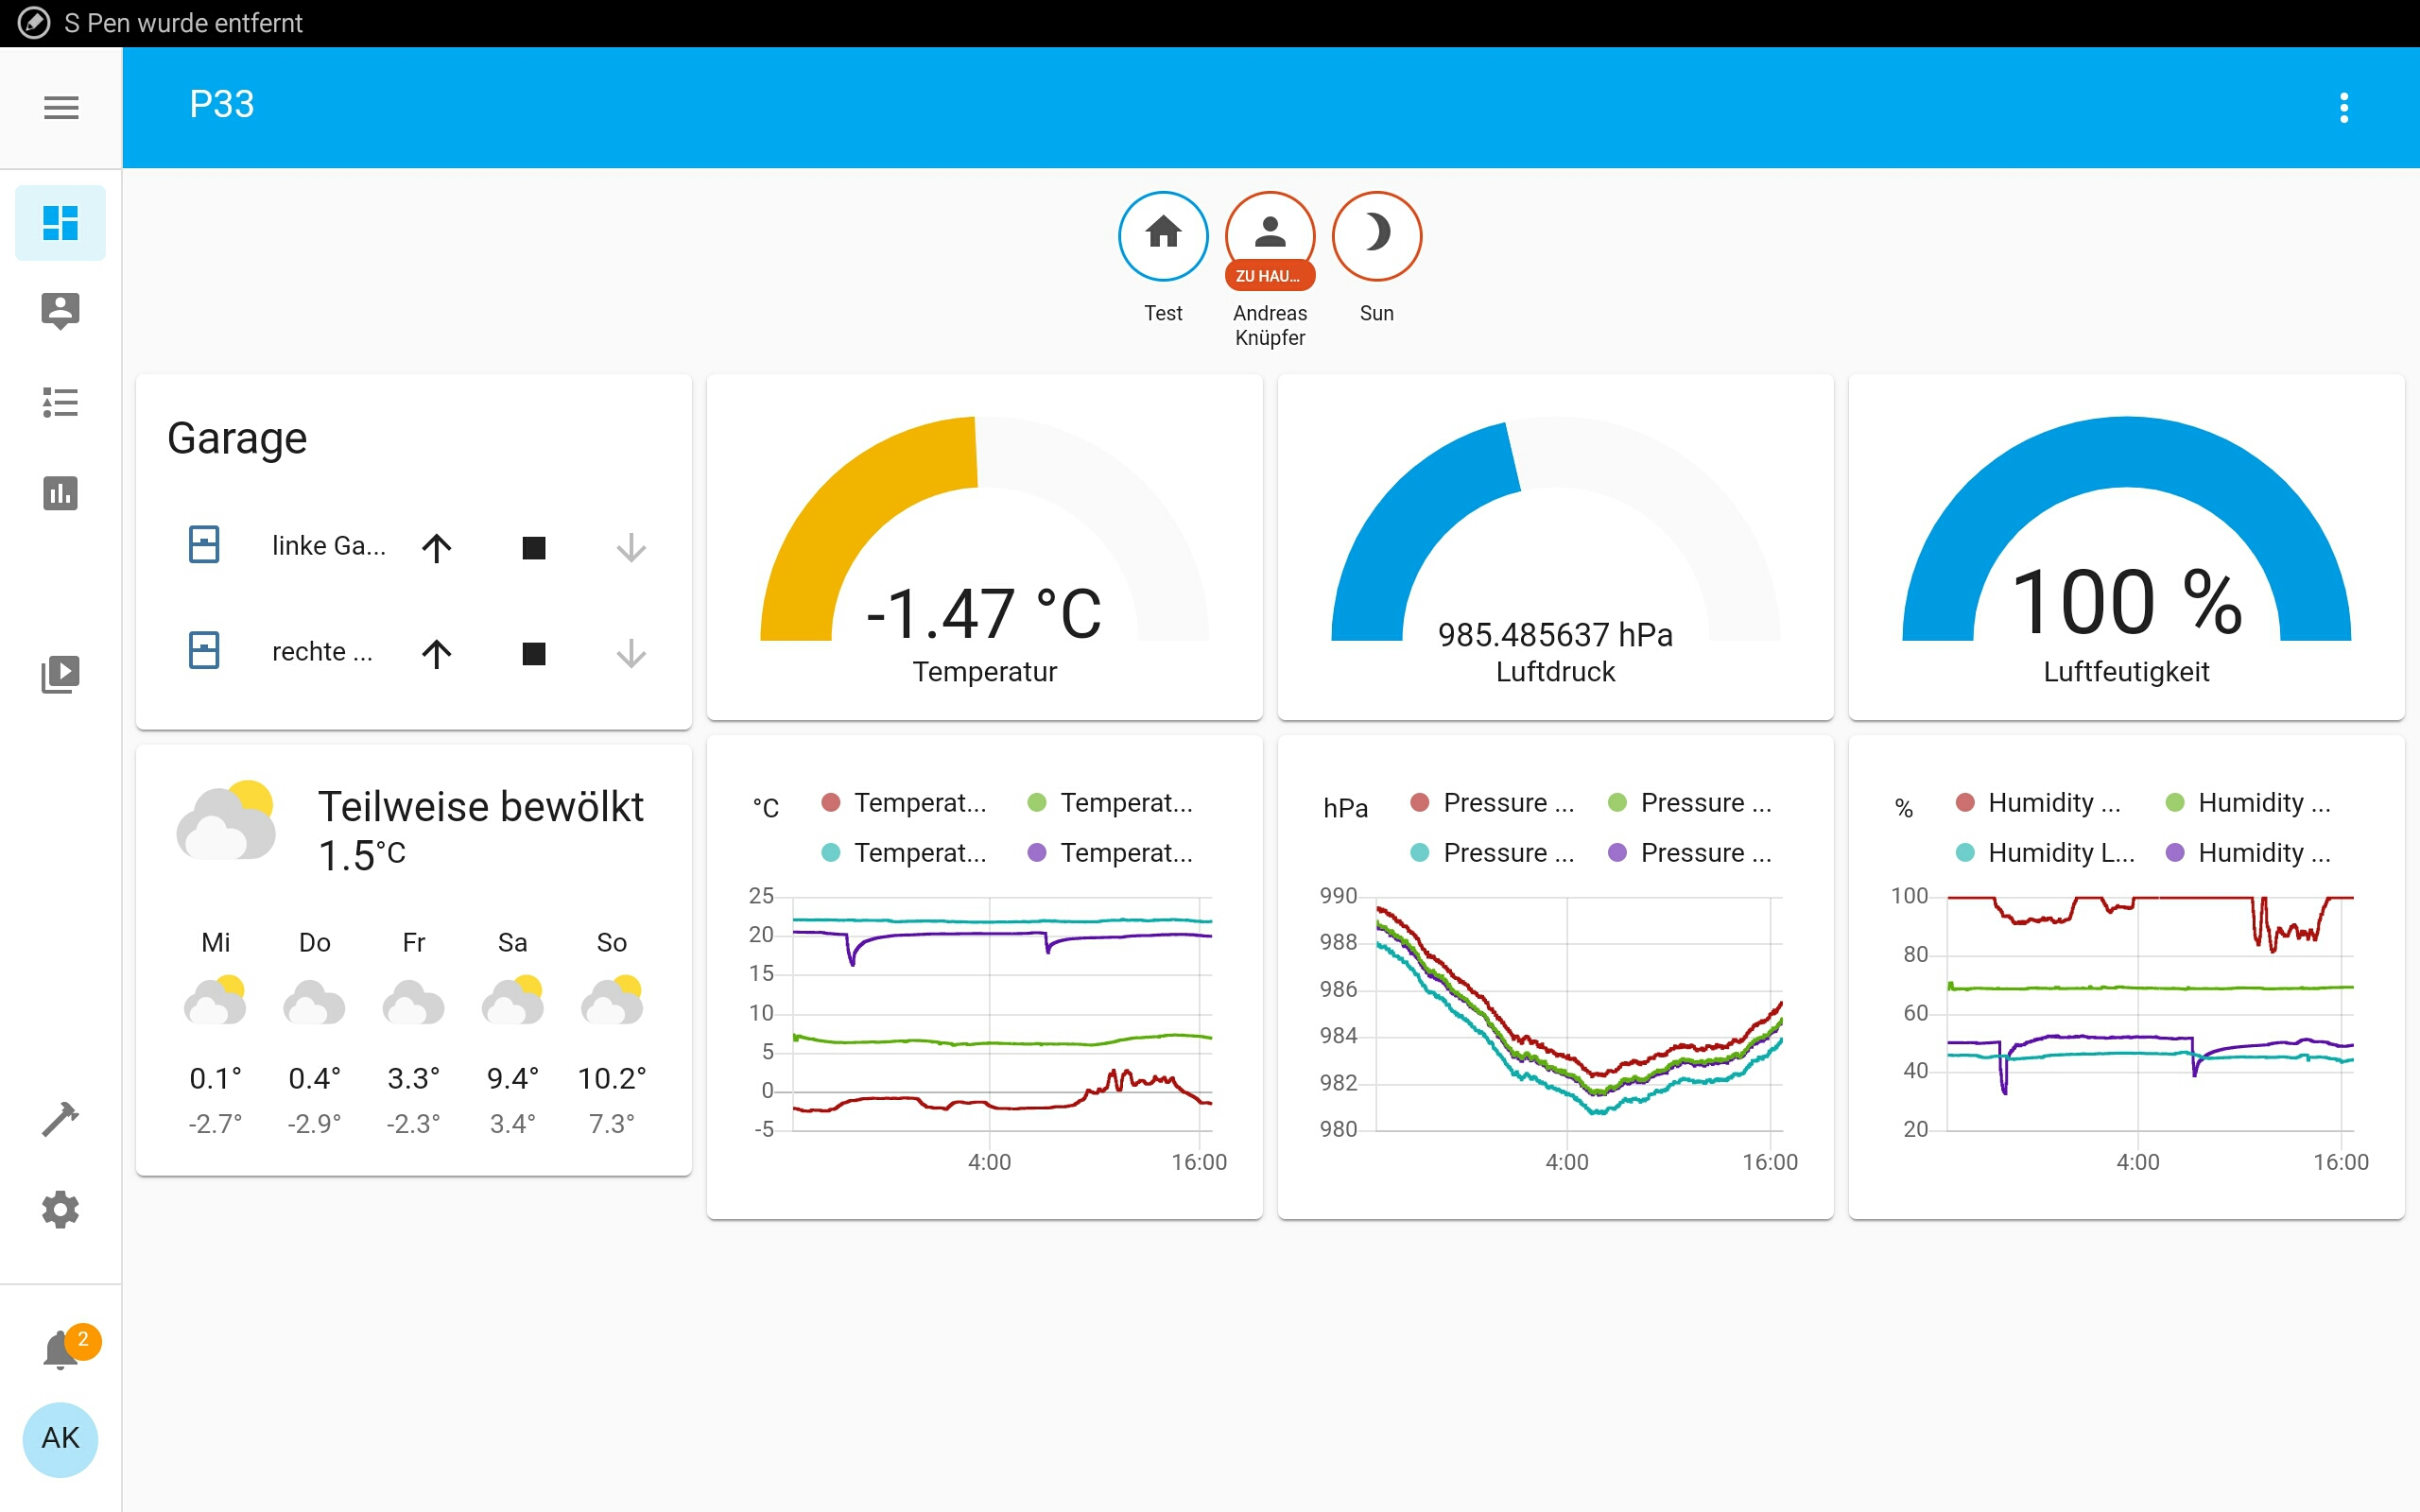 S Pen wurde entfernt
P33
ZU HAU...
Test
Andreas
Knüpfer
Sun
Garage
linke Ga...
rechte ...
-1.47 °C
Temperatur
985.485637 hPa
Luftdruck
100 %
Luftfeutigkeit
Teilweise bewölkt
1.5°C
Mi Do Fr Sa So
0.1° 0.4° 3.3° 9.4° 10.2°
-2.7° -2.9° -2.3° 3.4° 7.3°
°C
Temperat... Temperat...
Temperat... Temperat...
25
20
15
10
5
0
-5
4:00 16:00
hPa
Pressure ... Pressure ...
Pressure ... Pressure ...
990
988
986
984
982
980
4:00 16:00
%
Humidity ... Humidity ...
Humidity L... Humidity ...
100
80
60
40
20
4:00 16:00
2
AK